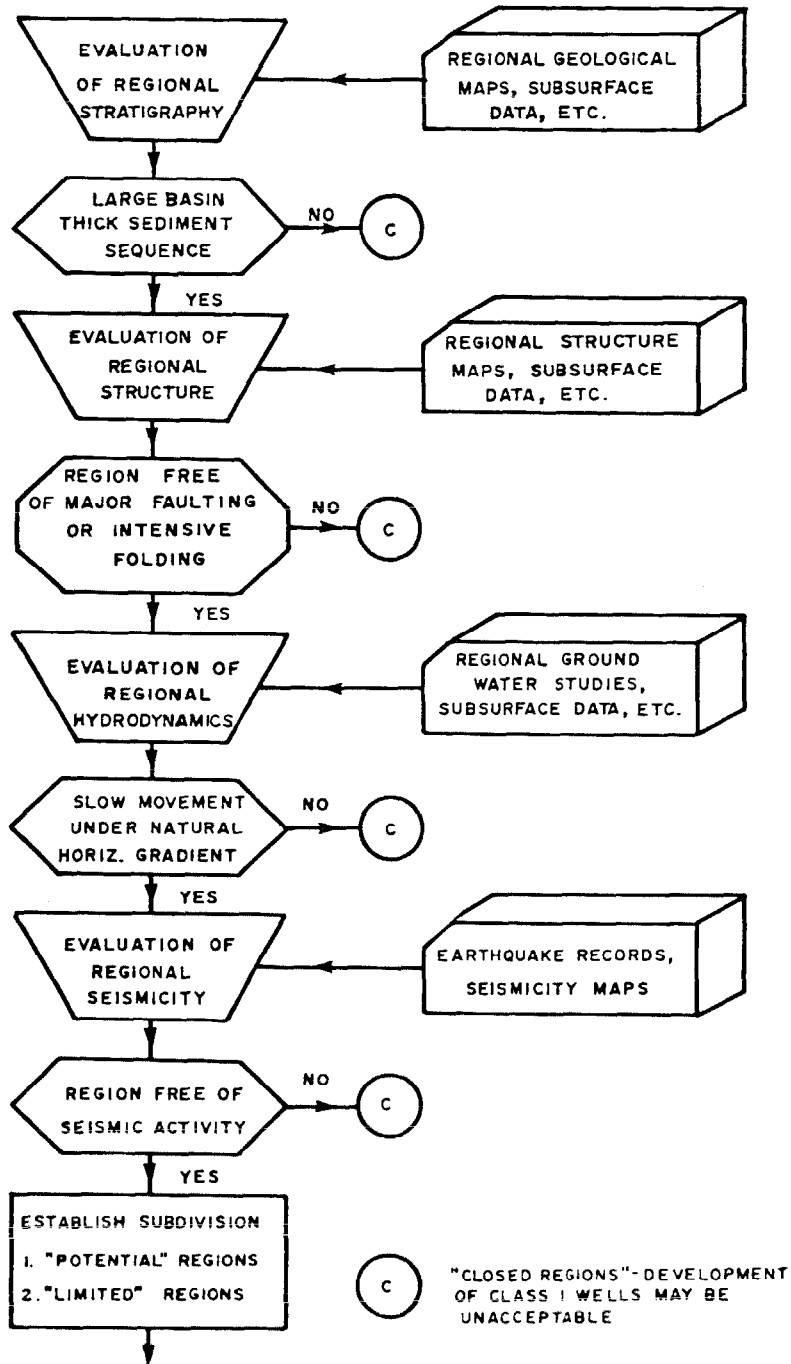 EVALUATION
OF REGIONAL
STRATIGRAPHY
REGIONAL GEOLOGICAL
MAPS, SUBSURFACE
DATA, ETC.
LARGE BASIN
THICK SEDIMENT
SEQUENCE
NO
C
YES
EVALUATION OF
REGIONAL
STRUCTURE
REGIONAL STRUCTURE
MAPS, SUBSURFACE
DATA, ETC.
REGION FREE
OF MAJOR FAULTING
OR INTENSIVE
FOLDING
NO
C
YES
EVALUATION OF
REGIONAL
HYDRODYNAMICS
REGIONAL GROUND
WATER STUDIES,
SUBSURFACE DATA, ETC.
SLOW MOVEMENT
UNDER NATURAL
HORIZ. GRADIENT
NO
C
YES
EVALUATION OF
REGIONAL
SEISMICITY
EARTHQUAKE RECORDS,
SEISMICITY MAPS
REGION FREE OF
SEISMIC ACTIVITY
NO
C
YES
ESTABLISH SUBDIVISION
1. "POTENTIAL" REGIONS
2. "LIMITED" REGIONS
C
"CLOSED REGIONS"-DEVELOPMENT
OF CLASS I WELLS MAY BE
UNACCEPTABLE